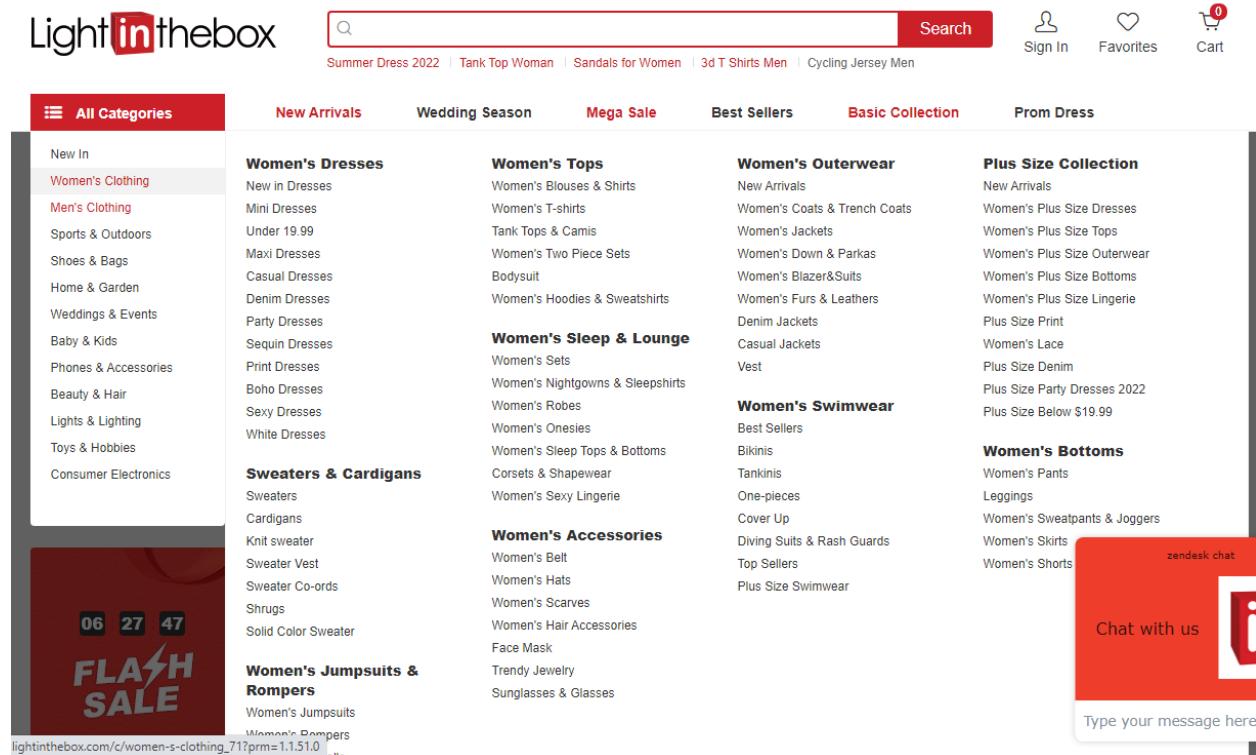 Lightinthebox
Search
Sign In
Favorites
0
Cart
Summer Dress 2022
Tank Top Woman
Sandals for Women
3d T Shirts Men
Cycling Jersey Men
All Categories
New Arrivals
Wedding Season
Mega Sale
Best Sellers
Basic Collection
Prom Dress
New In
Women's Clothing
Men's Clothing
Sports & Outdoors
Shoes & Bags
Home & Garden
Weddings & Events
Baby & Kids
Phones & Accessories
Beauty & Hair
Lights & Lighting
Toys & Hobbies
Consumer Electronics
06 27 47
FLASH
SALE
Women's Dresses
New in Dresses
Mini Dresses
Under 19.99
Maxi Dresses
Casual Dresses
Denim Dresses
Party Dresses
Sequin Dresses
Print Dresses
Boho Dresses
Sexy Dresses
White Dresses
Sweaters & Cardigans
Sweaters
Cardigans
Knit sweater
Sweater Vest
Sweater Co-ords
Shrugs
Solid Color Sweater
Women's Jumpsuits &
Rompers
Women's Jumpsuits
Women's Rompers
Women's Tops
Women's Blouses & Shirts
Women's T-shirts
Tank Tops & Camis
Women's Two Piece Sets
Bodysuit
Women's Hoodies & Sweatshirts
Women's Sleep & Lounge
Women's Sets
Women's Nightgowns & Sleepshirts
Women's Robes
Women's Onesies
Women's Sleep Tops & Bottoms
Corsets & Shapewear
Women's Sexy Lingerie
Women's Accessories
Women's Belt
Women's Hats
Women's Scarves
Women's Hair Accessories
Face Mask
Trendy Jewelry
Sunglasses & Glasses
Women's Outerwear
New Arrivals
Women's Coats & Trench Coats
Women's Jackets
Women's Down & Parkas
Women's Blazer&Suits
Women's Furs & Leathers
Denim Jackets
Casual Jackets
Vest
Women's Swimwear
Best Sellers
Bikinis
Tankinis
One-pieces
Cover Up
Diving Suits & Rash Guards
Top Sellers
Plus Size Swimwear
Plus Size Collection
New Arrivals
Women's Plus Size Dresses
Women's Plus Size Tops
Women's Plus Size Outerwear
Women's Plus Size Bottoms
Women's Plus Size Lingerie
Plus Size Print
Women's Lace
Plus Size Denim
Plus Size Party Dresses 2022
Plus Size Below $19.99
Women's Bottoms
Women's Pants
Leggings
Women's Sweatpants & Joggers
Women's Skirts
Women's Shorts
zendesk chat
Chat with us
Type your message here
lightinthebox.com/c/women-s-clothing_71?prm=1.1.51.0